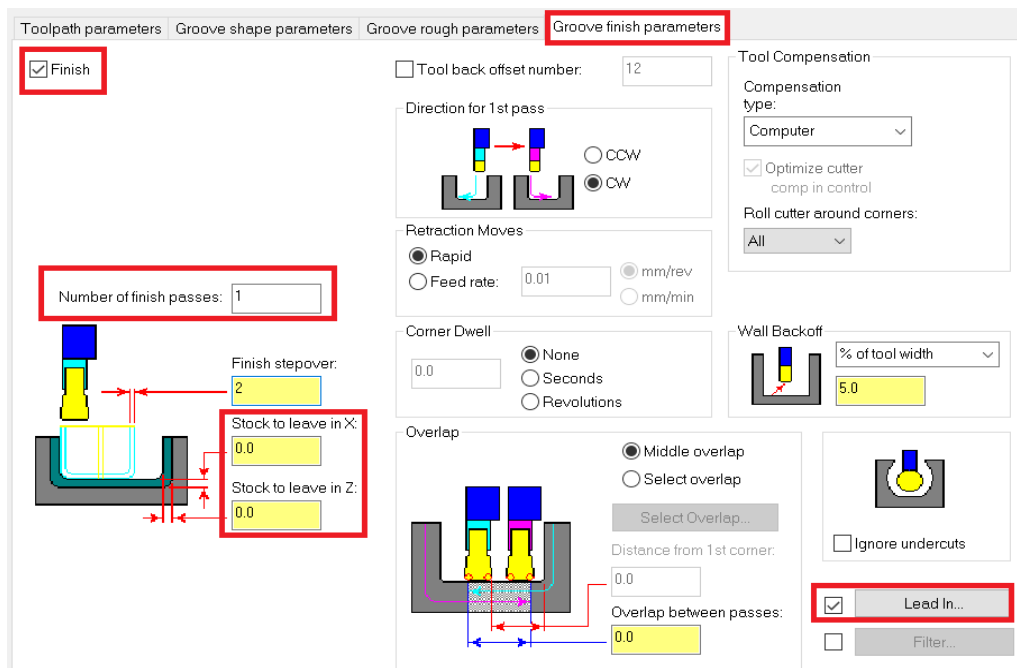 Toolpath parameters Groove shape parameters Groove rough parameters Groove finish parameters
Finish
Number of finish passes: 1
Finish stepover:
2
Stock to leave in X:
0.0
Stock to leave in Z:
0.0
Tool back offset number: 12
Direction for 1st pass
CCW
CW
Retraction Moves
Rapid
Feed rate: 0.01
mm/rev
mm/min
Corner Dwell
0.0
None
Seconds
Revolutions
Overlap
Middle overlap
Select overlap
Select Overlap...
Distance from 1st corner:
0.0
Overlap between passes:
0.0
Tool Compensation
Compensation
type:
Computer
Optimize cutter
comp in control
Roll cutter around corners:
All
Wall Backoff
% of tool width
5.0
Ignore undercuts
Lead In...
Filter...